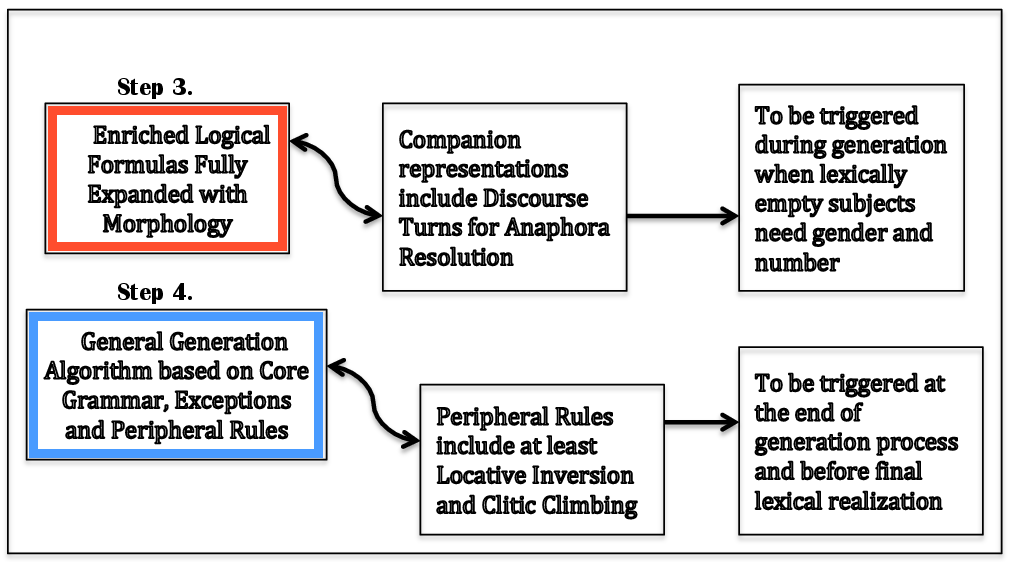 Step 3.
Enriched Logical
Formulas Fully
Expanded with
Morphology
Companion
representations
include Discourse
Turns for Anaphora
Resolution
To be triggered
during generation
when lexically
empty subjects
need gender and
number
Step 4.
General Generation
Algorithm based on Core
Grammar, Exceptions
and Peripheral Rules
Peripheral Rules
include at least
Locative Inversion
and Clitic Climbing
To be triggered at
the end of
generation process
and before final
lexical realization